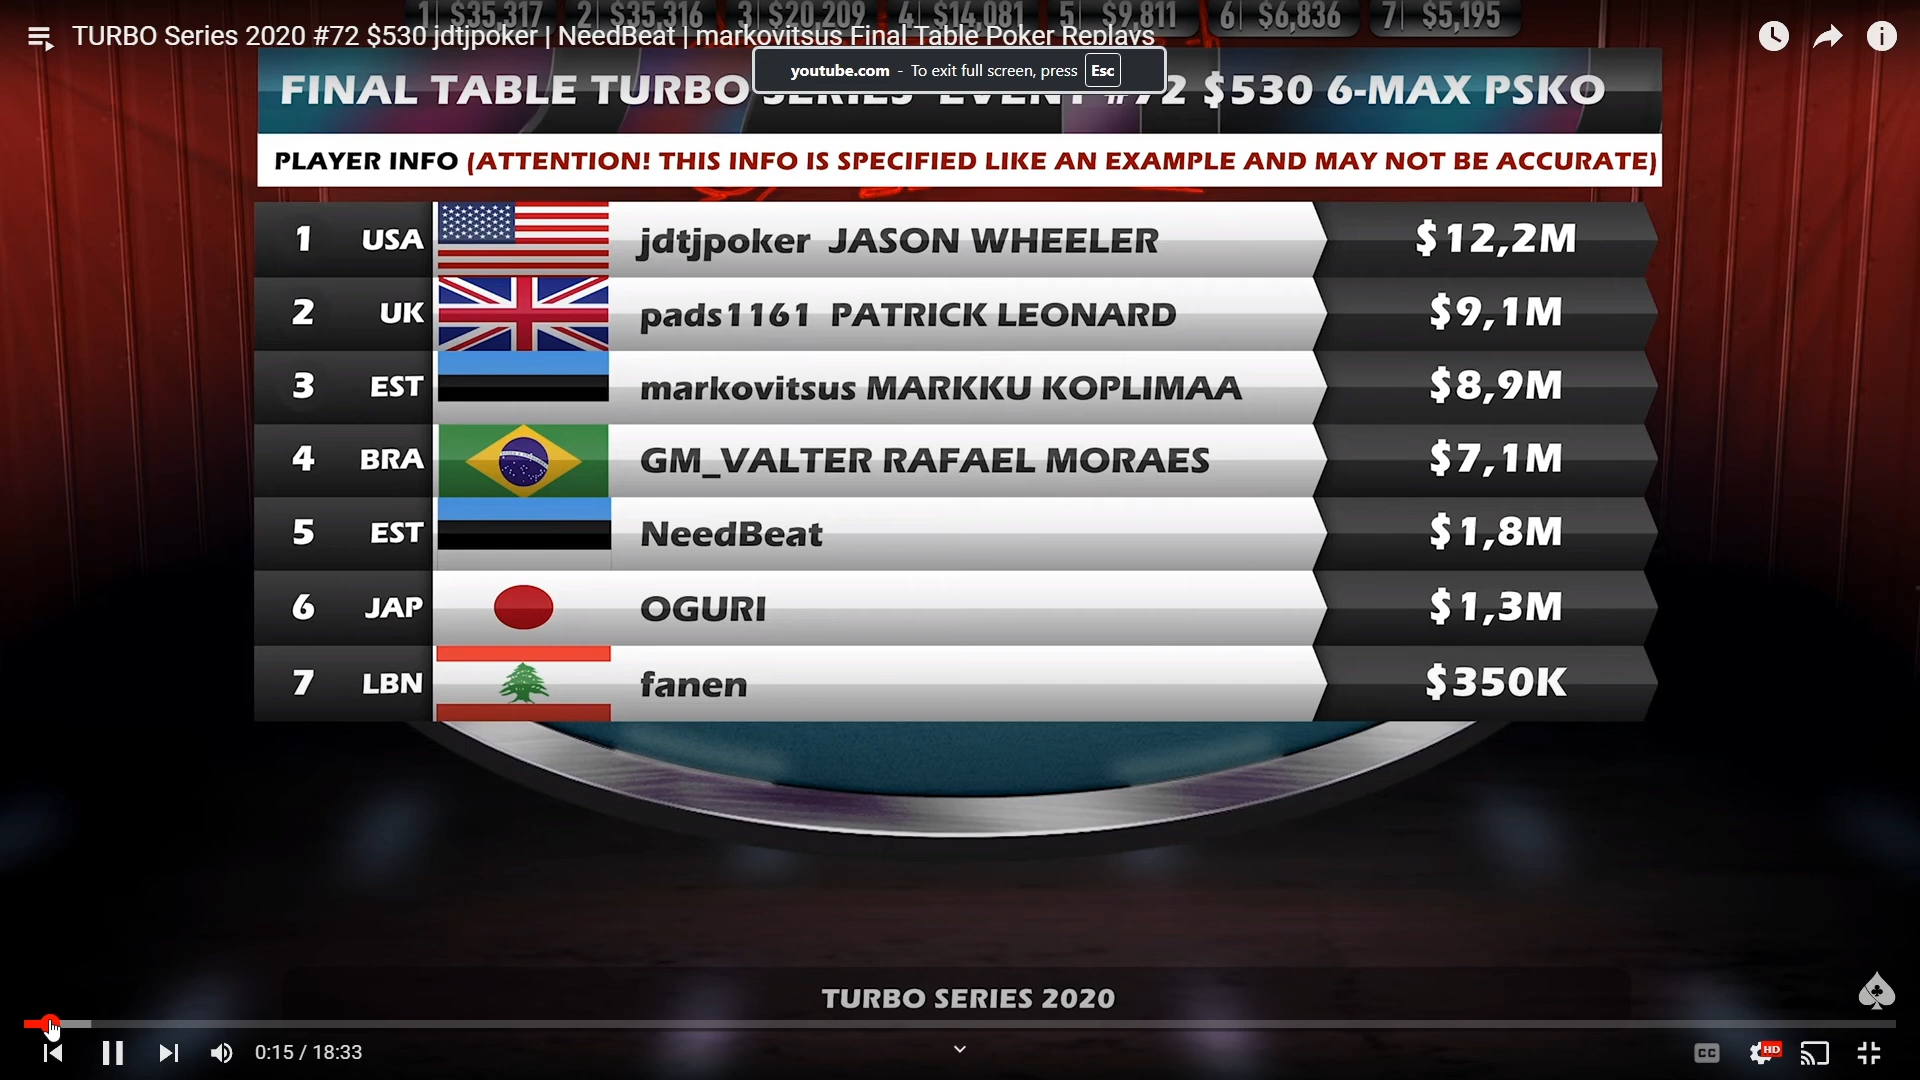 1| $35,317 2| $35,316 3| $20,209 4| $14,081 5| $9,811 6| $6,836 7| $5,195
TURBO Series 2020 #72 $530 jdtjpoker | NeedBeat | markovitsus Final Table Poker Replays
youtube.com - To exit full screen, press Esc
FINAL TABLE TURBO SERIES EVENT #72 $530 6-MAX PSKO
PLAYER INFO (ATTENTION! THIS INFO IS SPECIFIED LIKE AN EXAMPLE AND MAY NOT BE ACCURATE)
1 USA jdtjpoker JASON WHEELER $12,2M
2 UK pads1161 PATRICK LEONARD $9,1M
3 EST markovitsus MARKKU KOPLIMAA $8,9M
4 BRA GM_VALTER RAFAEL MORAES $7,1M
5 EST NeedBeat $1,8M
6 JAP OGURI $1,3M
7 LBN fanen $350K
TURBO SERIES 2020
0:15 / 18:33
CC HD